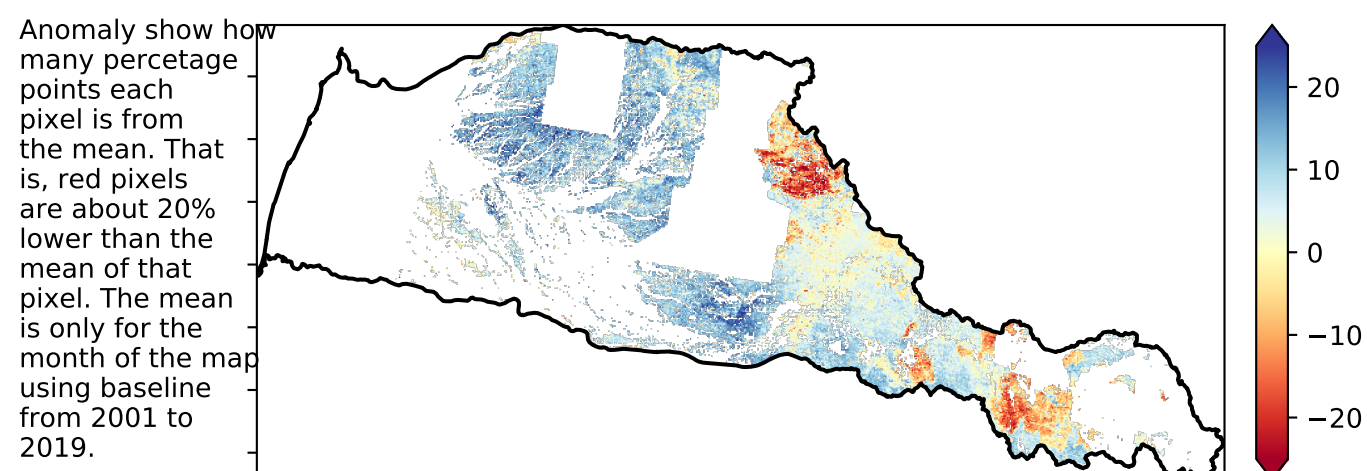 Anomaly show how
many percetage
points each
pixel is from
the mean. That
is, red pixels
are about 20%
lower than the
mean of that
pixel. The mean
is only for the
month of the map
using baseline
from 2001 to
2019.
20
10
0
−10
−20